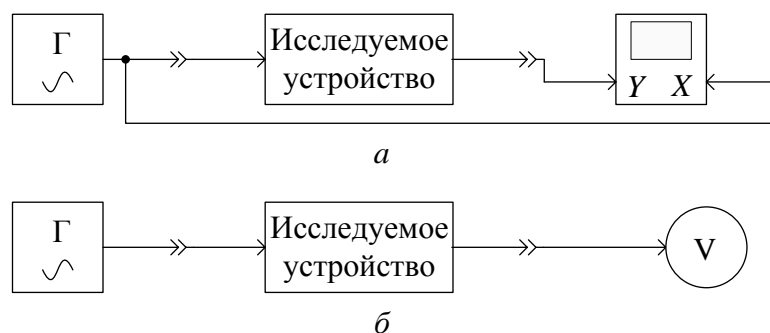 Г
Исследуемое
устройство
Y X
а
Г
Исследуемое
устройство
V
б